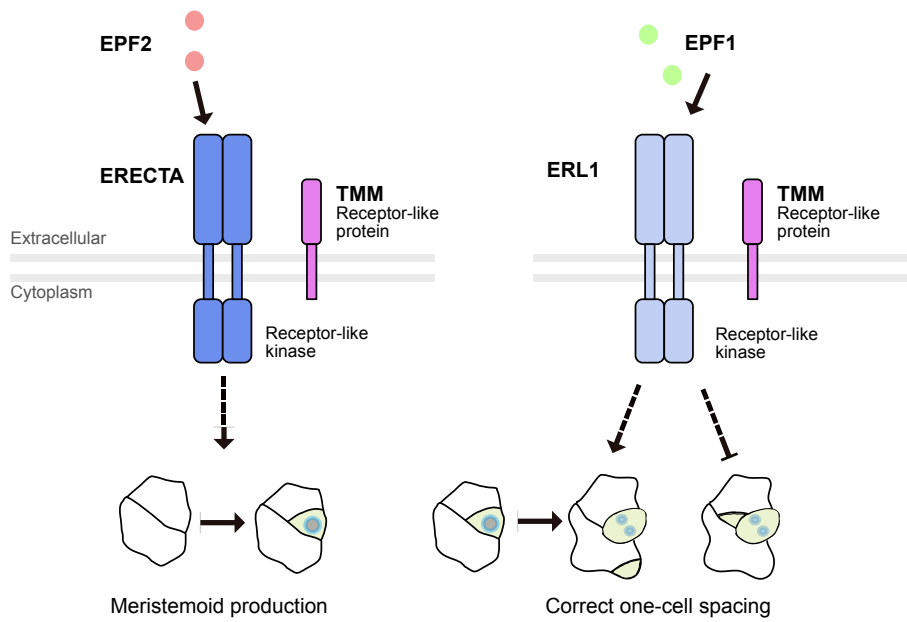 EPF2
EPF1
ERECTA
TMM
Receptor-like
protein
ERL1
TMM
Receptor-like
protein
Extracellular
Cytoplasm
Receptor-like
kinase
Receptor-like
kinase
Meristemoid production
Correct one-cell spacing